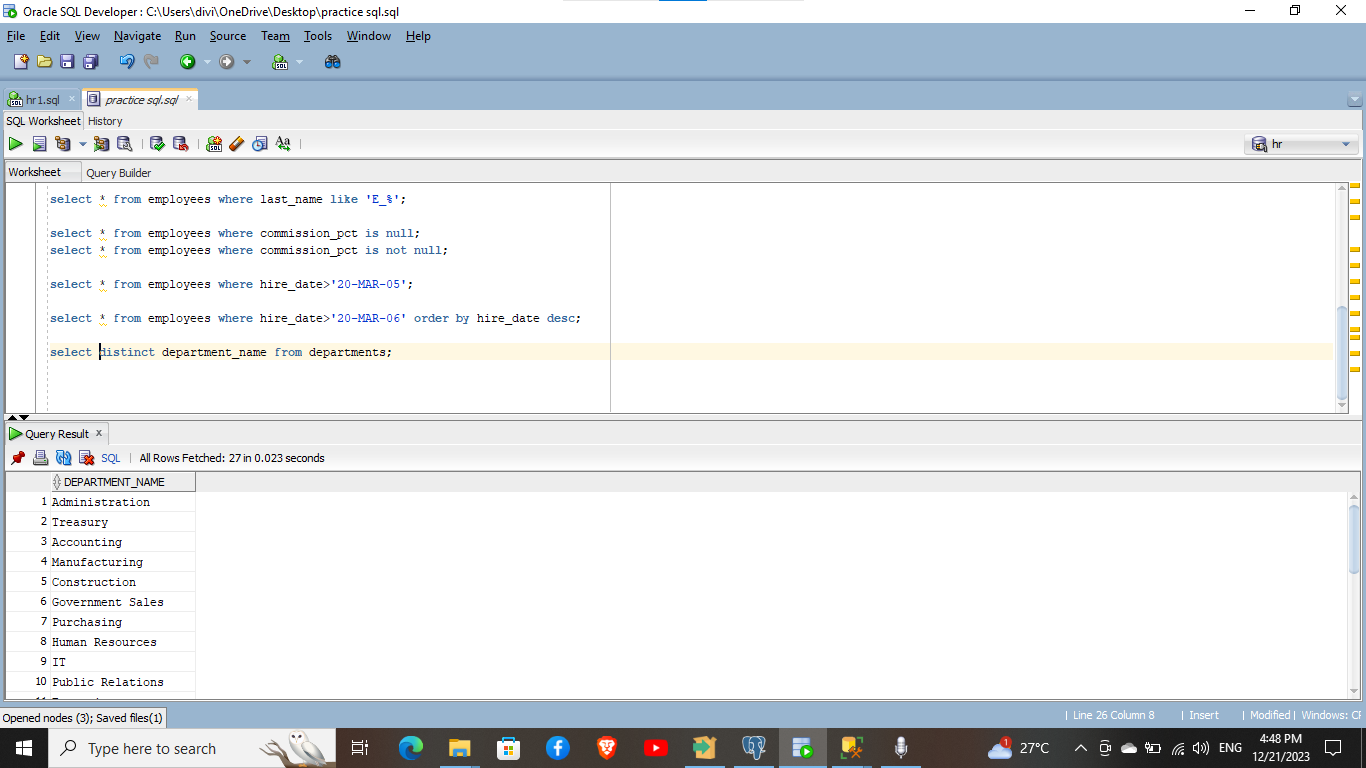 Oracle SQL Developer : C:\Users\divi\OneDrive\Desktop\practice sql.sql
File Edit View Navigate Run Source Team Tools Window Help
hr1.sql practice sql.sql
SQL Worksheet History
hr
Worksheet Query Builder
select * from employees where last_name like 'E_%';
select * from employees where commission_pct is null;
select * from employees where commission_pct is not null;
select * from employees where hire_date>'20-MAR-05';
select * from employees where hire_date>'20-MAR-06' order by hire_date desc;
select distinct department_name from departments;
Query Result x
SQL | All Rows Fetched: 27 in 0.023 seconds
DEPARTMENT_NAME
1 Administration
2 Treasury
3 Accounting
4 Manufacturing
5 Construction
6 Government Sales
7 Purchasing
8 Human Resources
9 IT
10 Public Relations
Opened nodes (3); Saved files(1)
| Line 26 Column 8 | Insert | Modified | Windows: CF
Type here to search
1 27°C ENG 4:48 PM
12/21/2023